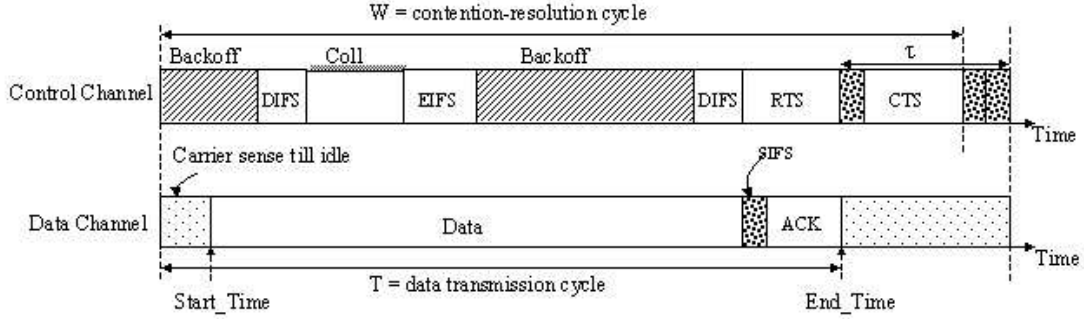 W = contention-resolution cycle
Backoff Coll Backoff τ
Control Channel DIFS EIFS DIFS RTS CTS
Time
Carrier sense till idle SIFS
Data Channel Data ACK
Time
T = data transmission cycle
Start_Time End_Time